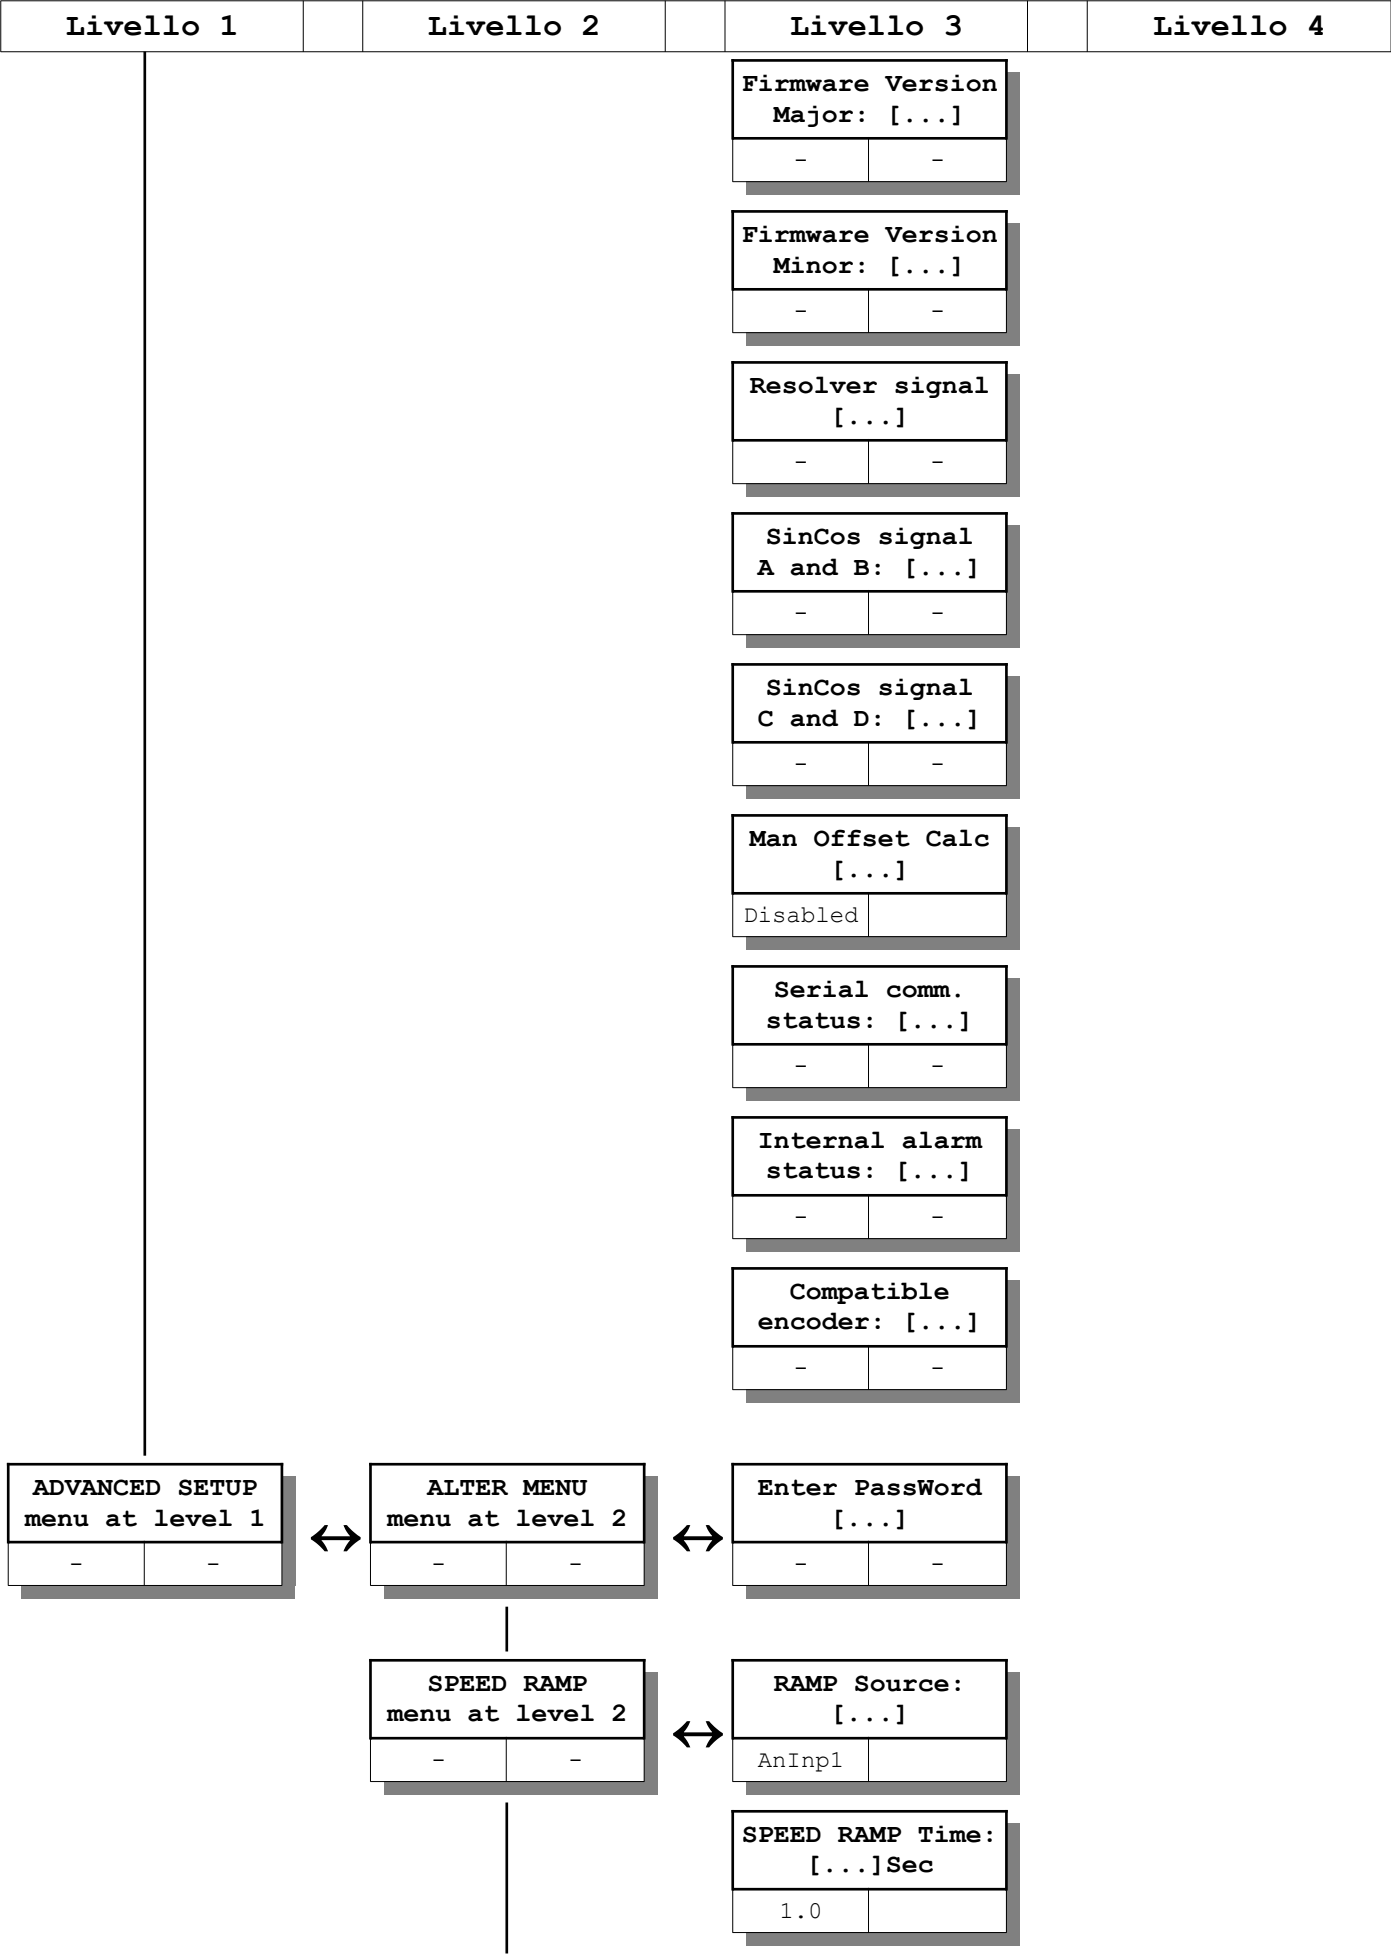 Livello 1 Livello 2 Livello 3 Livello 4
Firmware Version
Major: [...]
- -
Firmware Version
Minor: [...]
- -
Resolver signal
[...]
- -
SinCos signal
A and B: [...]
- -
SinCos signal
C and D: [...]
- -
Man Offset Calc
[...]
Disabled
Serial comm.
status: [...]
- -
Internal alarm
status: [...]
- -
Compatible
encoder: [...]
- -
ADVANCED SETUP
menu at level 1
- -
ALTER MENU
menu at level 2
- -
Enter PassWord
[...]
- -
SPEED RAMP
menu at level 2
- -
RAMP Source:
[...]
AnInp1
SPEED RAMP Time:
[...]Sec
1.0